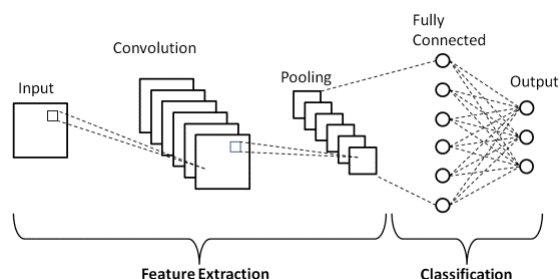 Input
Convolution
Pooling
Fully
Connected
Output
Feature Extraction
Classification